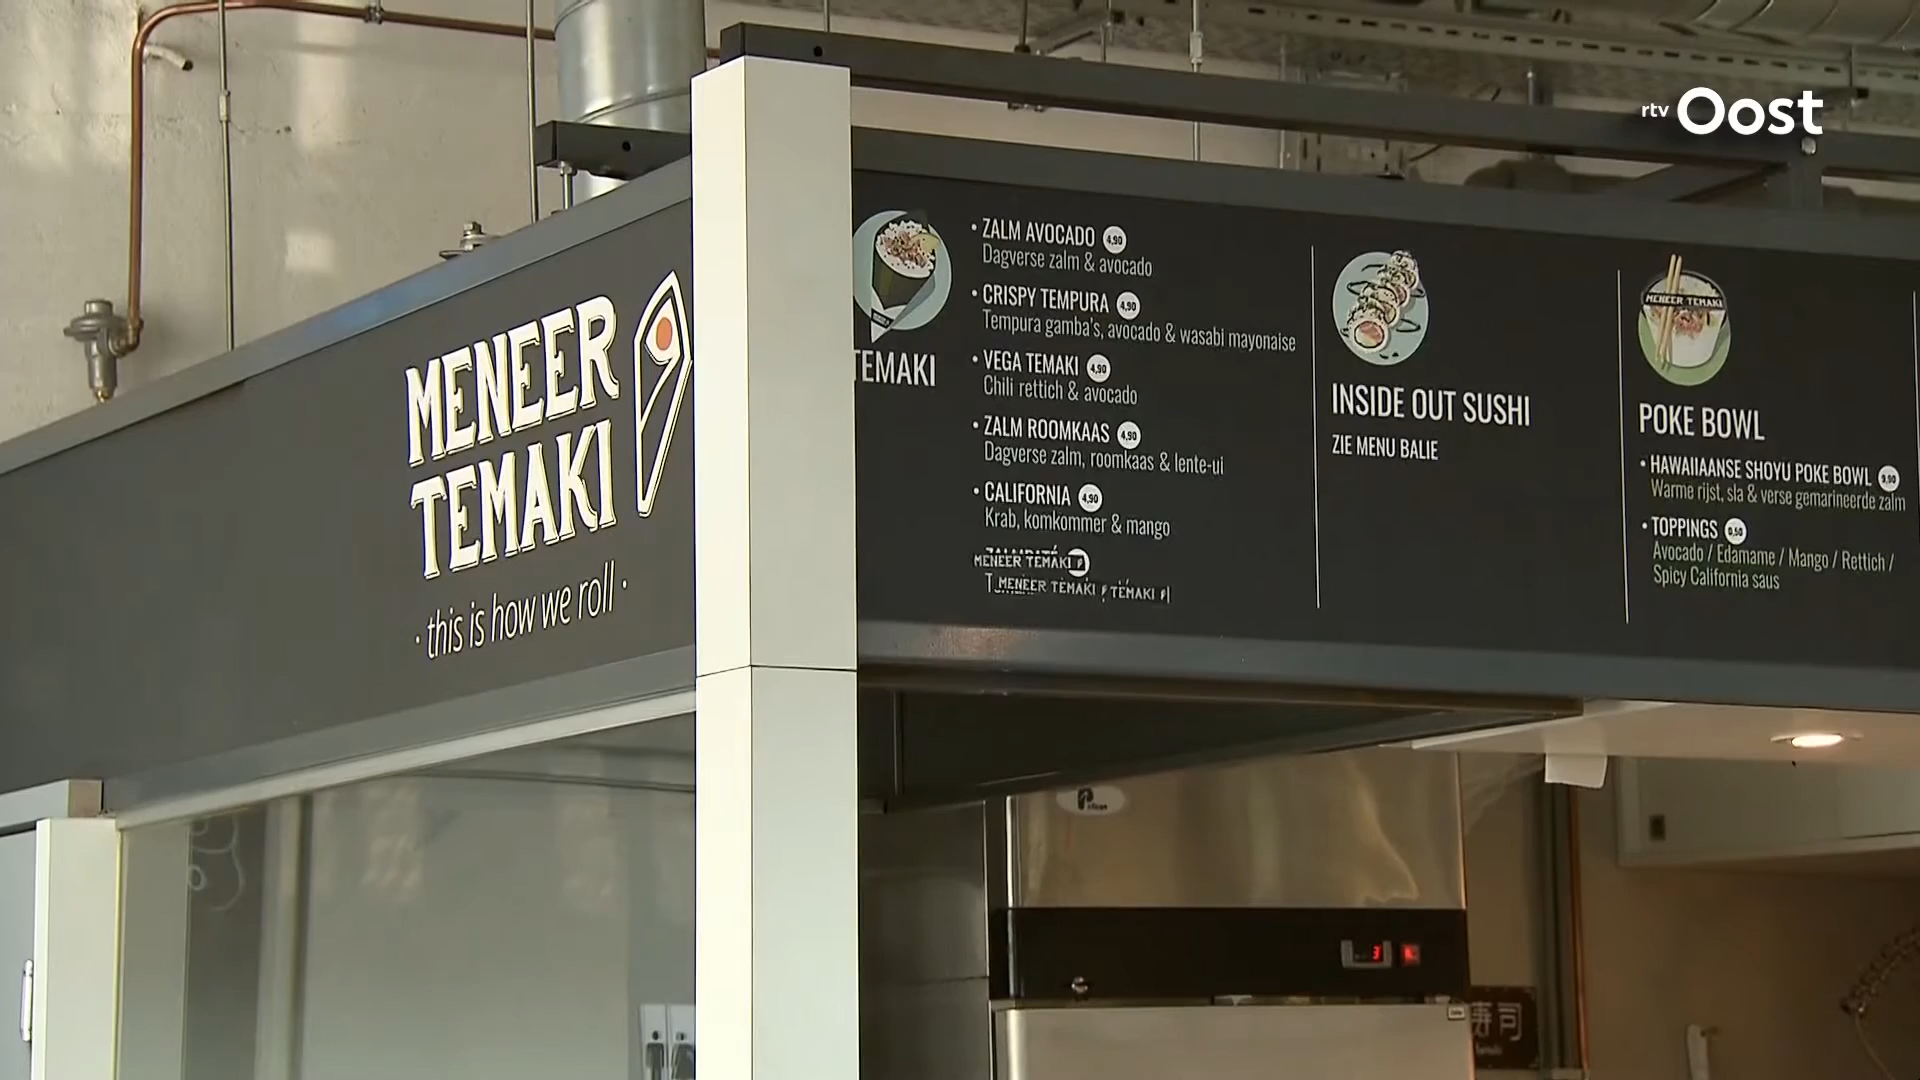 rtv Oost
MENEER
TEMAKI
· this is how we roll ·
TEMAKI
• ZALM AVOCADO 4,90
Dagverse zalm & avocado
• CRISPY TEMPURA 4,90
Tempura gamba's, avocado & wasabi mayonaise
• VEGA TEMAKI 4,90
Chili rettich & avocado
• ZALM ROOMKAAS 4,90
Dagverse zalm, roomkaas & lente-ui
• CALIFORNIA 4,90
Krab, komkommer & mango
MENEER TEMAKI
MENEER TEMAKI TEMAKI
INSIDE OUT SUSHI
ZIE MENU BALIE
MENEER TEMAKI
POKE BOWL
• HAWAIIAANSE SHOYU POKE BOWL 9,90
Warme rijst, sla & verse gemarineerde zalm
• TOPPINGS 0,50
Avocado / Edamame / Mango / Rettich /
Spicy California saus
3
寿司